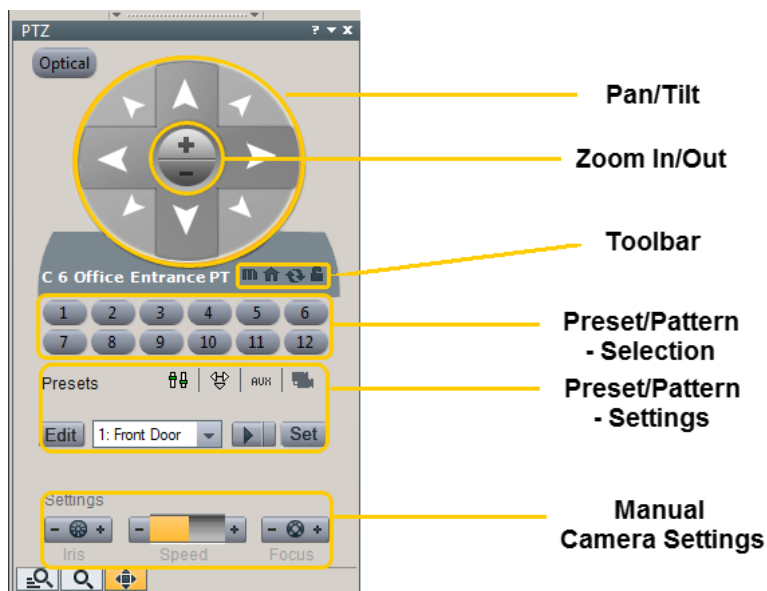 PTZ
Optical
Pan/Tilt
Zoom In/Out
Toolbar
C 6 Office Entrance PT
1 2 3 4 5 6
7 8 9 10 11 12
Preset/Pattern
- Selection
Presets AUX
Preset/Pattern
- Settings
Edit 1: Front Door Set
Settings
Manual
Camera Settings
Iris Speed Focus